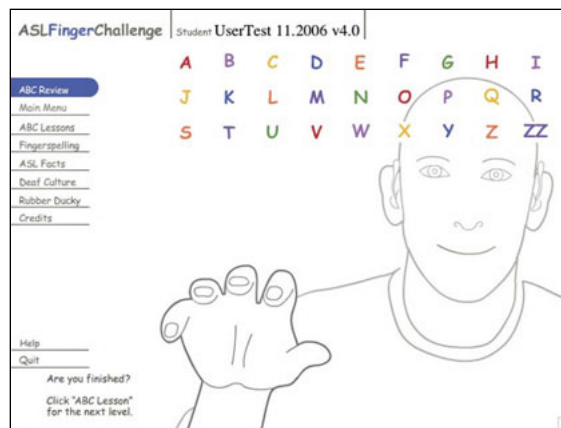 ASLFingerChallenge
Student UserTest 11.2006 v4.0
A B C D E F G H I
J K L M N O P Q R
S T U V W X Y Z ZZ
ABC Review
Main Menu
ABC Lessons
Fingerspelling
ASL Facts
Deaf Culture
Rubber Ducky
Credits
Help
Quit
Are you finished?
Click "ABC Lesson"
for the next level.